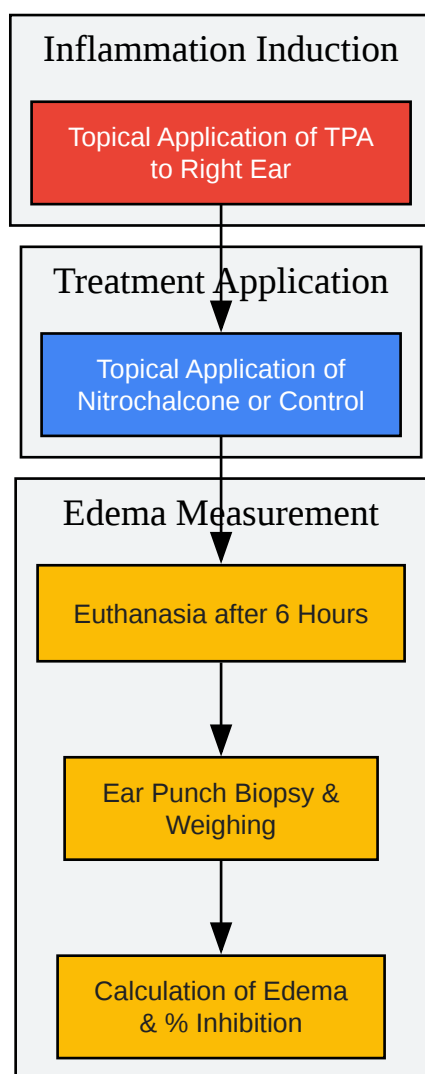 Inflammation Induction
Topical Application of TPA
to Right Ear
Treatment Application
Topical Application of
Nitrochalcone or Control
Edema Measurement
Euthanasia after 6 Hours
Ear Punch Biopsy &
Weighing
Calculation of Edema
& % Inhibition